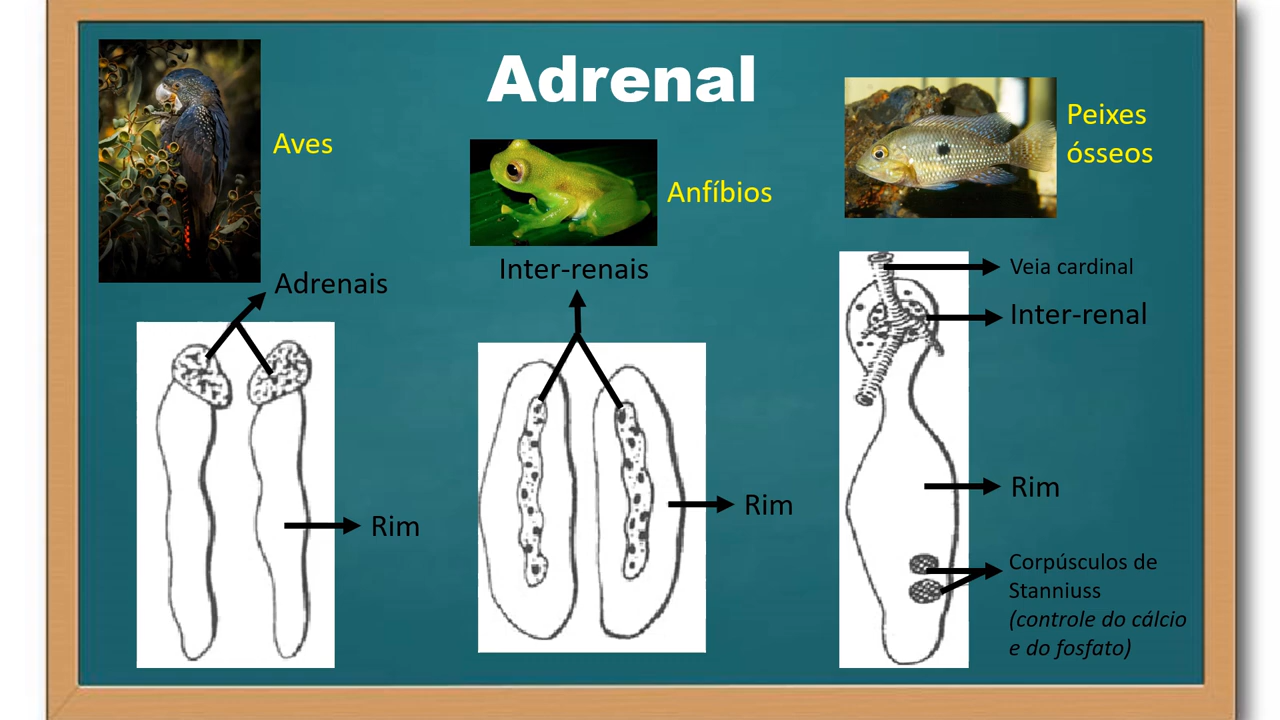 Adrenal
Aves
Anfíbios
Peixes
ósseos
Adrenais
Rim
Inter-renais
Rim
Veia cardinal
Inter-renal
Rim
Corpúsculos de
Stanniuss
(controle do cálcio
e do fosfato)